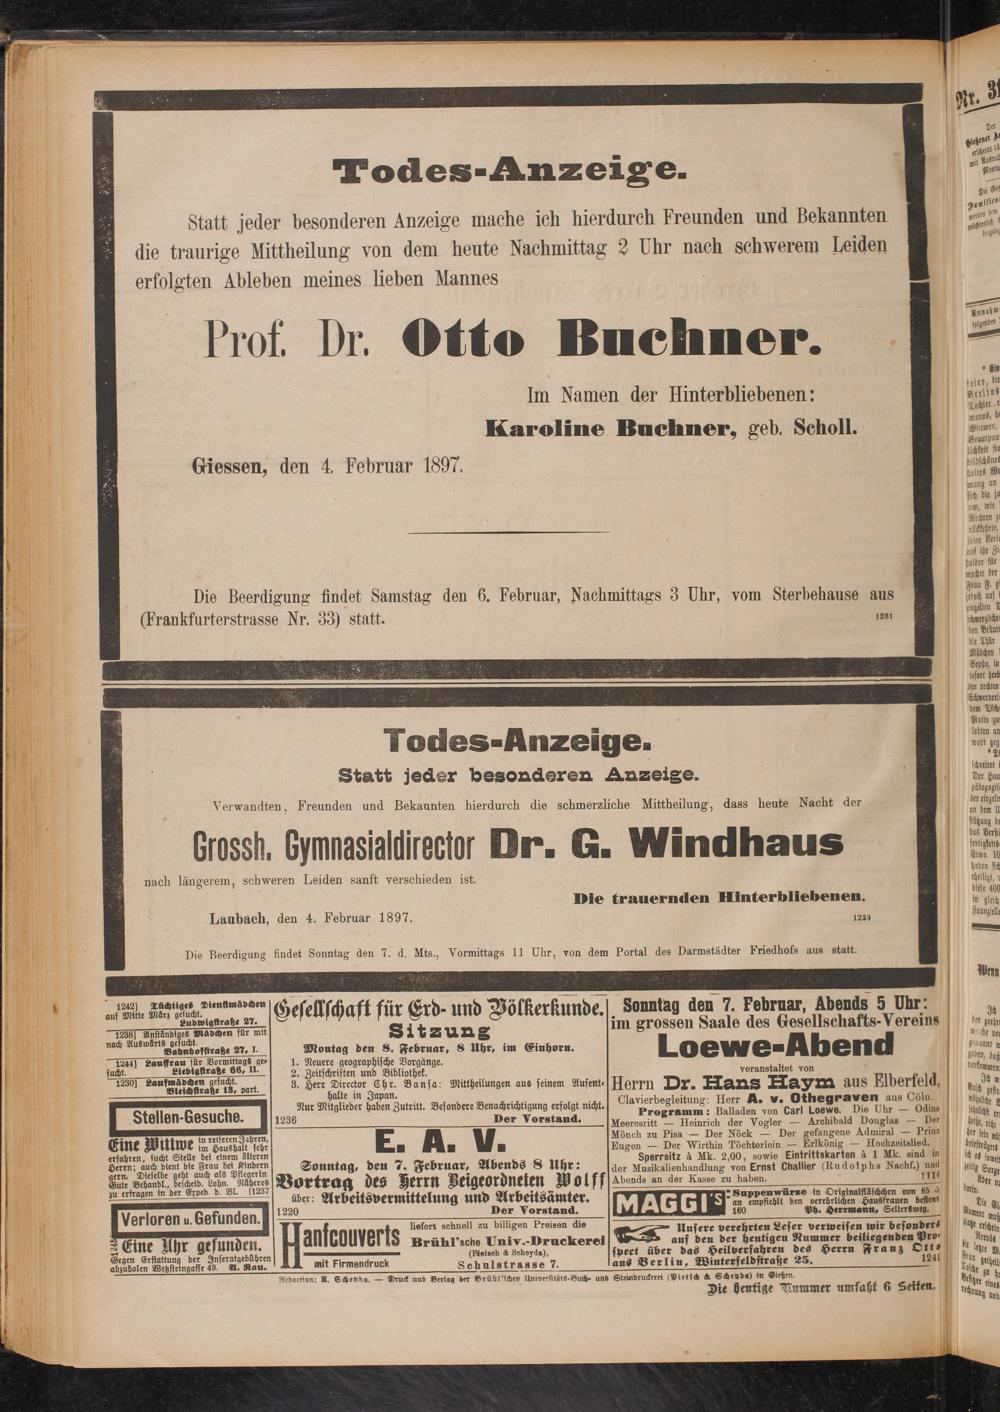 Todes-Anzeige.
Statt jeder besonderen Anzeige mache ich hierdurch Freunden und Bekannten
die traurige Mittheilung von dem heute Nachmittag 2 Uhr nach schwerem Leiden
erfolgten Ableben meines lieben Mannes
Prof. Dr. Otto Buchner.
Im Namen der Hinterbliebenen:
Karoline Buchner, geb. Scholl.
Giessen, den 4. Februar 1897.
Die Beerdigung findet Samstag den 6. Februar, Nachmittags 3 Uhr, vom Sterbehause aus
(Frankfurterstrasse Nr. 33) statt.
1231
Todes-Anzeige.
Statt jeder besonderen Anzeige.
Verwandten, Freunden und Bekannten hierdurch die schmerzliche Mittheilung, dass heute Nacht der
Grossh. Gymnasialdirector Dr. G. Windhaus
nach längerem, schweren Leiden sanft verschieden ist.
Die trauernden Hinterbliebenen.
Laubach, den 4. Februar 1897.
1239
Die Beerdigung findet Sonntag den 7. d. Mts., Vormittags 11 Uhr, von dem Portal des Darmstädter Friedhofs aus statt.
1242] Tüchtiges Dienstmädchen
auf Mitte März gesucht.
Ludwigstraße 27.
1238] Anständiges Mädchen für mit
nach Auswärts gesucht.
Bahnhofstraße 27, I.
1244] Lauffrau für Vormittags ge-
sucht. Liebigstraße 66, II.
1230] Laufmädchen gesucht.
Bleichstraße 18, part.
Stellen-Gesuche.
Eine Wittwe in reiferen Jahren,
im Haushalt sehr
erfahren, sucht Stelle bei einem älteren
Herrn; auch dient die Frau bei Kindern
gern. Dieselbe geht auch als Pflegerin.
Gute Behandl., bescheid. Lohn. Näheres
zu erfragen in der Exped. d. Bl. [1237
Verloren u. Gefunden.
Eine Uhr gefunden.
Gegen Erstattung der Inseratgebühren
abzuholen Wetzsteingasse 43. A. Rau.
Gesellschaft für Erd- und Völkerkunde.
Sitzung
Montag den 8. Februar, 8 Uhr, im Einhorn.
1. Neuere geographische Vorgänge.
2. Zeitschriften und Bibliothek.
3. Herr Director Chr. Bansa: Mittheilungen aus seinem Aufent-
halte in Japan.
Nur Mitglieder haben Zutritt. Besondere Benachrichtigung erfolgt nicht.
1236 Der Vorstand.
E. A. V.
Sonntag, den 7. Februar, Abends 8 Uhr:
Vortrag des Herrn Beigeordneten Wolff
über: Arbeitsvermittelung und Arbeitsämter.
1220 Der Vorstand.
Hanfcouverts
mit Firmendruck
liefert schnell zu billigen Preisen die
Brühl'sche Univ.-Druckerei
(Pietsch & Scheyda),
Schulstrasse 7.
Sonntag den 7. Februar, Abends 5 Uhr:
im grossen Saale des Gesellschafts-Vereins
Loewe-Abend
veranstaltet von
Herrn Dr. Hans Haym aus Elberfeld,
Clavierbegleitung: Herr A. v. Othegraven aus Cöln.
Programm: Balladen von Carl Loewe. Die Uhr — Odins
Meeresritt — Heinrich der Vogler — Archibald Douglas — Der
Mönch zu Pisa — Der Nöck — Der gefangene Admiral — Prinz
Eugen — Der Wirthin Töchterlein — Erlkönig — Hochzeitslied.
Sperrsitz à Mk. 2,00, sowie Eintrittskarten à 1 Mk. sind in
der Musikalienhandlung von Ernst Challier (Rudolphs Nachf.) und
Abends an der Kasse zu haben. 1116
MAGGI's
Suppenwürze in Originalfläschchen von 65
an empfiehlt den verehrlichen Hausfrauen bestens
160 Ph. Herrmann, Seltersweg.
Unsere verehrten Leser verweisen wir besonders
auf den der heutigen Nummer beiliegenden Pro-
spect über das Heilverfahren des Herrn Franz Otto
aus Berlin, Winterfeldstraße 25. 1241
Redaction: A. Scheyda. — Druck und Verlag der Brühl'schen Universitäts-Buch- und Steindruckerei (Pietsch & Scheyda) in Gießen.
Die heutige Nummer umfaßt 6 Seiten.